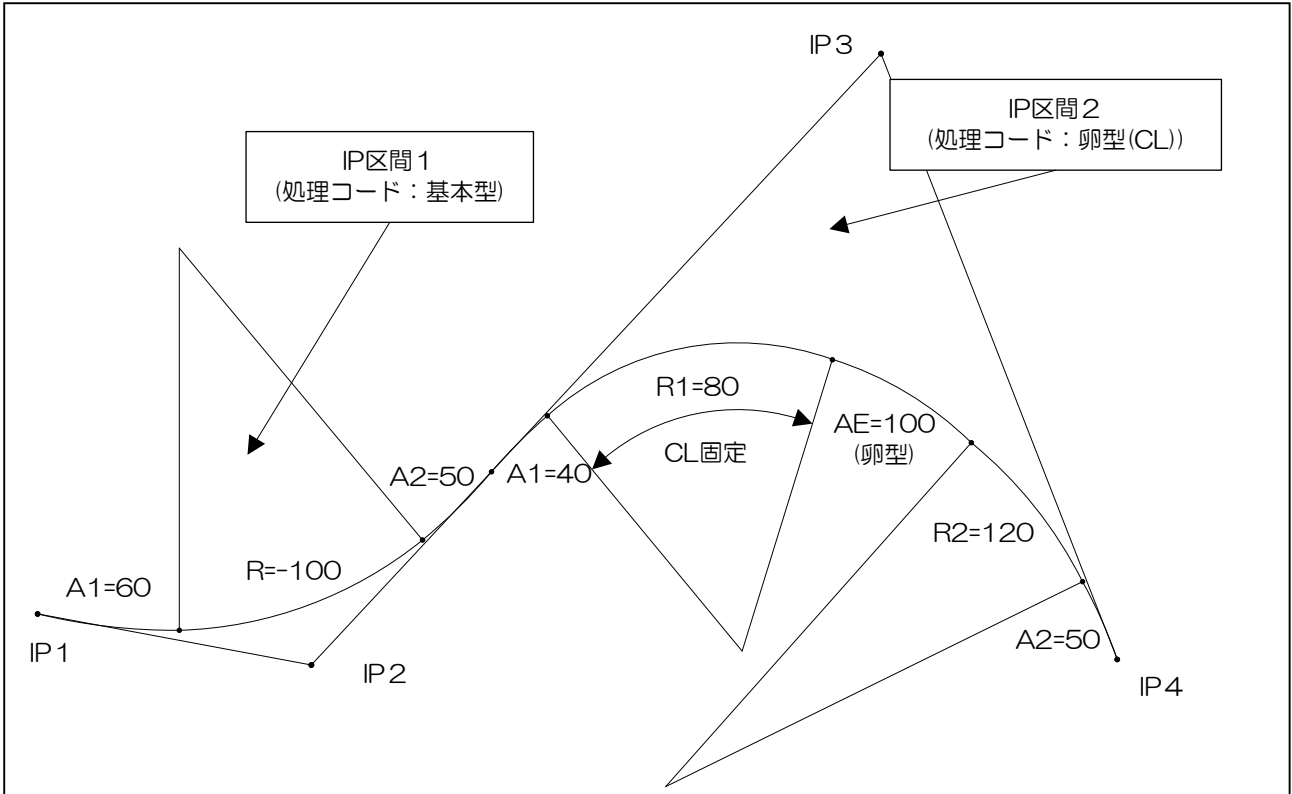 IP3
IP区間2
(処理コード:卵型(CL))
IP区間1
(処理コード:基本型)
R1=80
CL固定
AE=100
(卵型)
A2=50
A1=40
R2=120
R=-100
A1=60
A2=50
IP1
IP2
IP4